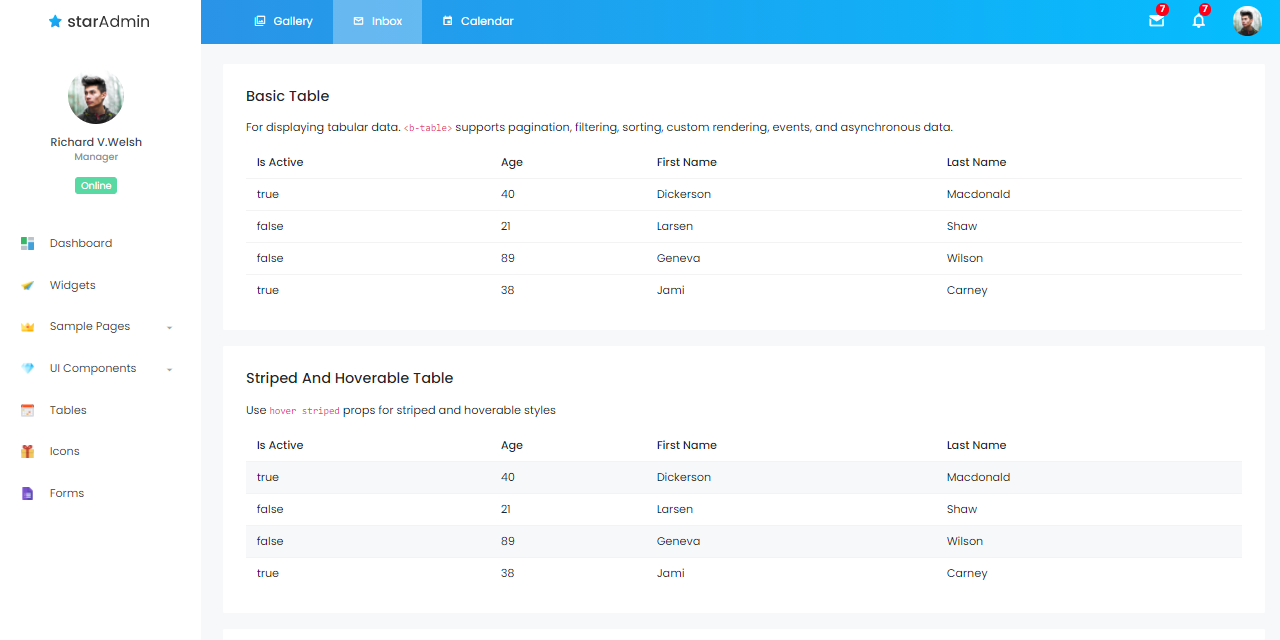 starAdmin
Gallery Inbox Calendar 7 7
Richard V.Welsh
Manager
Online
Dashboard
Widgets
Sample Pages
UI Components
Tables
Icons
Forms
Basic Table
For displaying tabular data. <b-table> supports pagination, filtering, sorting, custom rendering, events, and asynchronous data.
Is Active Age First Name Last Name
true 40 Dickerson Macdonald
false 21 Larsen Shaw
false 89 Geneva Wilson
true 38 Jami Carney
Striped And Hoverable Table
Use hover striped props for striped and hoverable styles
Is Active Age First Name Last Name
true 40 Dickerson Macdonald
false 21 Larsen Shaw
false 89 Geneva Wilson
true 38 Jami Carney